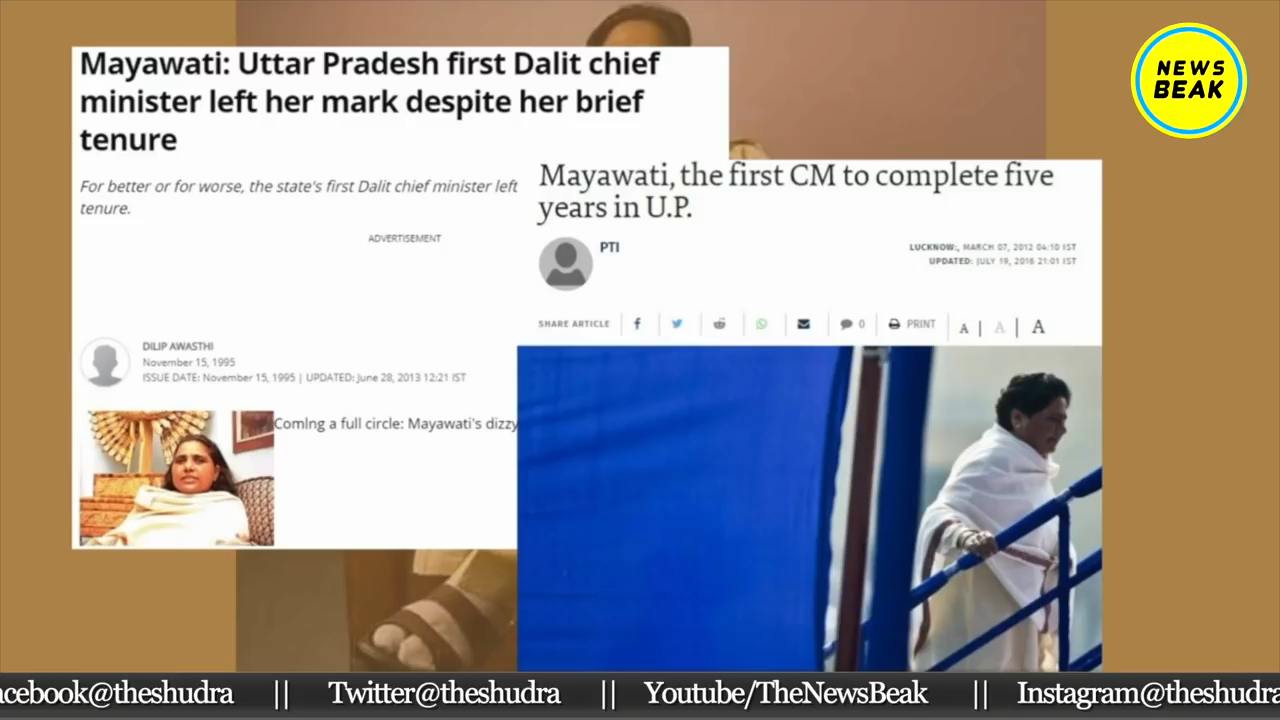 Mayawati: Uttar Pradesh first Dalit chief
minister left her mark despite her brief
tenure
For better or for worse, the state's first Dalit chief minister left
tenure.
ADVERTISEMENT
DILIP AWASTHI
November 15, 1995
ISSUE DATE: November 15, 1995 | UPDATED: June 28, 2013 12:21 IST
Coming a full circle: Mayawati's dizzy
NEWS
BEAK
Mayawati, the first CM to complete five
years in U.P.
PTI
LUCKNOW:, MARCH 07, 2012 04:10 IST
UPDATED: JULY 19, 2016 21:01 IST
SHARE ARTICLE 0 PRINT A | A | A
acebook@theshudra || Twitter@theshudra || Youtube/TheNewsBeak || Instagram@theshudra